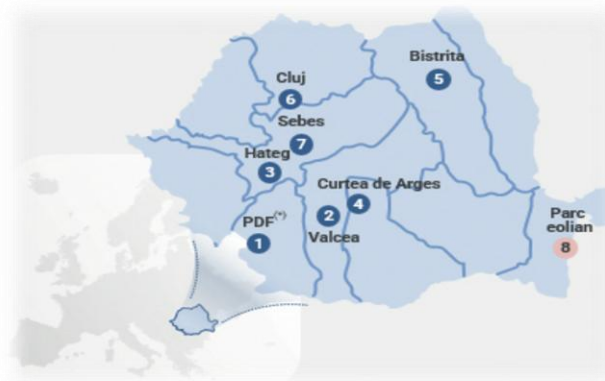 Bistrita
5
Cluj
6
Sebes
7
Hateg
3
Curtea de Arges
4
2
Valcea
PDF(*)
1
Parc
eolian
8